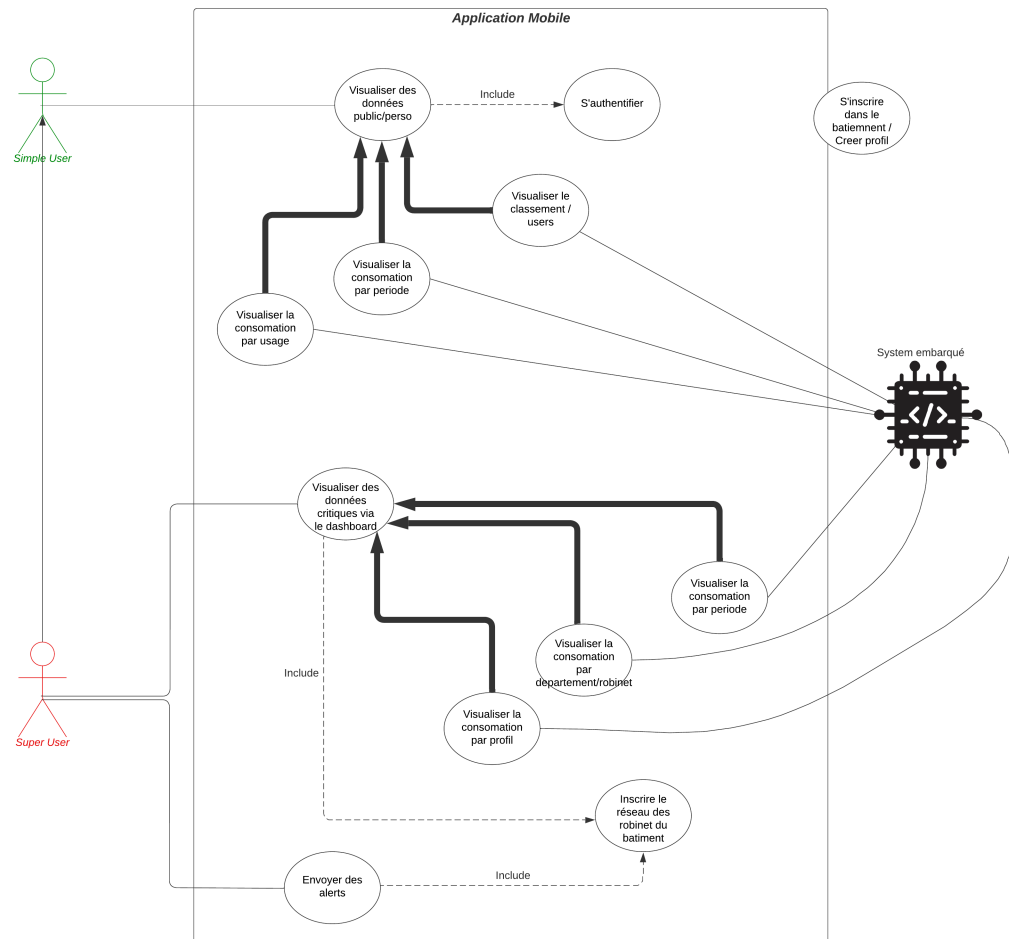 Application Mobile
Visualiser des
données
public/perso
Include
S'authentifier
S'inscrire
dans le
batiemnent /
Creer profil
Simple User
Visualiser le
classement /
users
Visualiser la
consomation
par periode
Visualiser la
consomation
par usage
System embarqué
</>
Visualiser des
données
critiques via
le dashboard
Visualiser la
consomation
par periode
Visualiser la
consomation
par
departement/robinet
Include
Visualiser la
consomation
par profil
Super User
Inscrire le
réseau des
robinet du
batiment
Envoyer des
alerts
Include